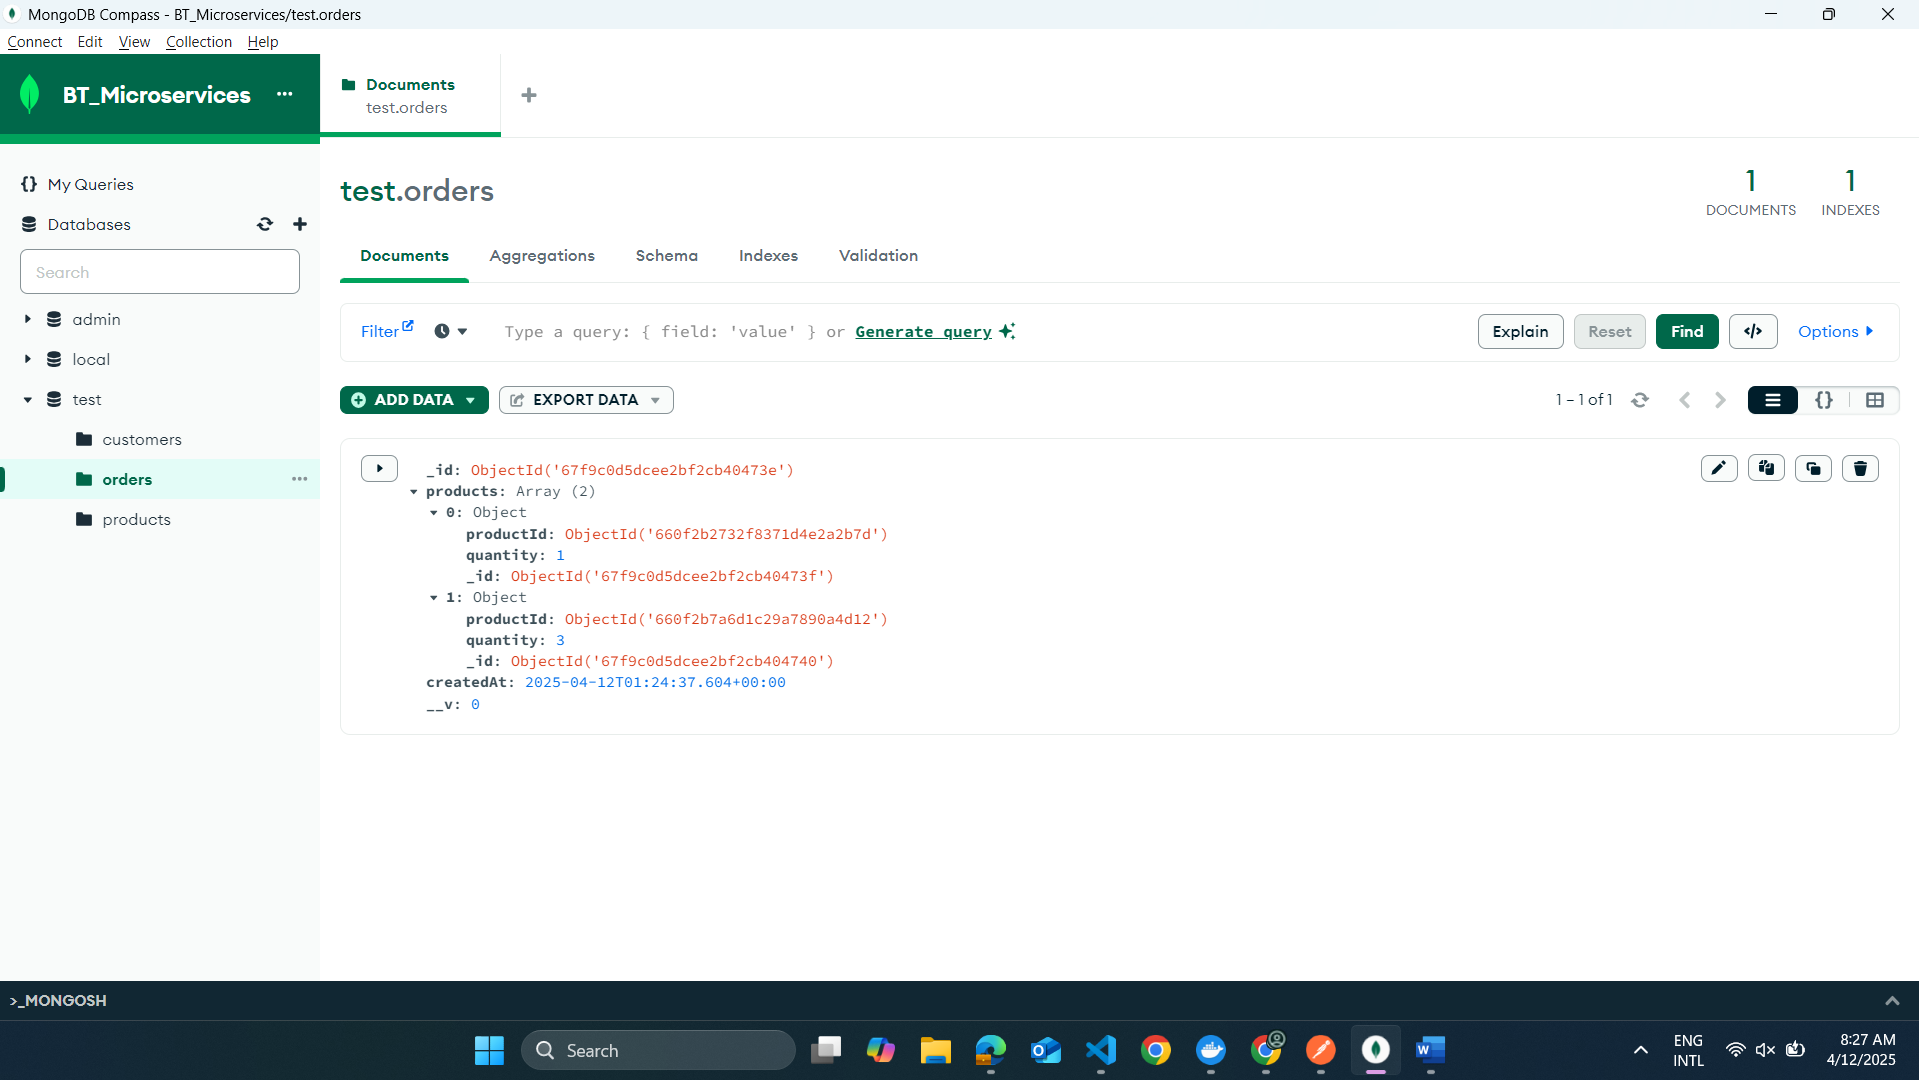 MongoDB Compass - BT_Microservices/test.orders
Connect Edit View Collection Help
BT_Microservices ...
Documents
test.orders
{} My Queries
Databases
Search
admin
local
test
customers
orders ...
products
test.orders
1
DOCUMENTS
1
INDEXES
Documents Aggregations Schema Indexes Validation
Filter Type a query: { field: 'value' } or Generate query Explain Reset Find </> Options
ADD DATA EXPORT DATA 1 – 1 of 1 {}
_id: ObjectId('67f9c0d5dcee2bf2cb40473e')
products: Array (2)
0: Object
productId: ObjectId('660f2b2732f8371d4e2a2b7d')
quantity: 1
_id: ObjectId('67f9c0d5dcee2bf2cb40473f')
1: Object
productId: ObjectId('660f2b7a6d1c29a7890a4d12')
quantity: 3
_id: ObjectId('67f9c0d5dcee2bf2cb404740')
createdAt: 2025-04-12T01:24:37.604+00:00
__v: 0
>_MONGOSH
Search
ENG
INTL
8:27 AM
4/12/2025